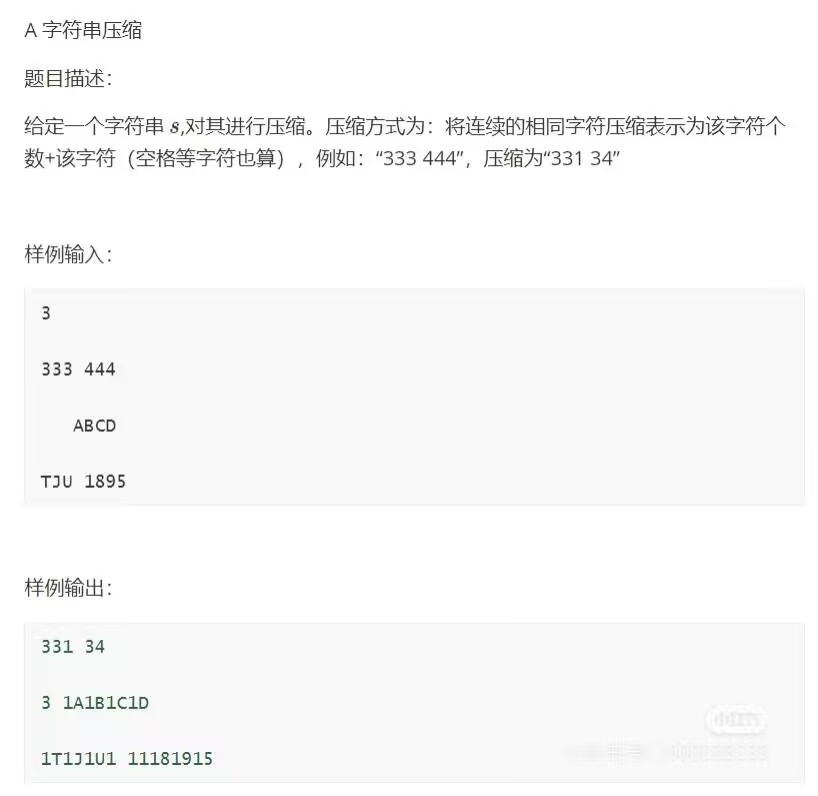 A 字符串压缩
题目描述：
给定一个字符串 s,对其进行压缩。压缩方式为：将连续的相同字符压缩表示为该字符个
数+该字符（空格等字符也算），例如：“333 444”，压缩为“331 34”
样例输入：
3
333 444
   ABCD
TJU 1895
样例输出：
331 34
3 1A1B1C1D
1T1J1U1 11181915